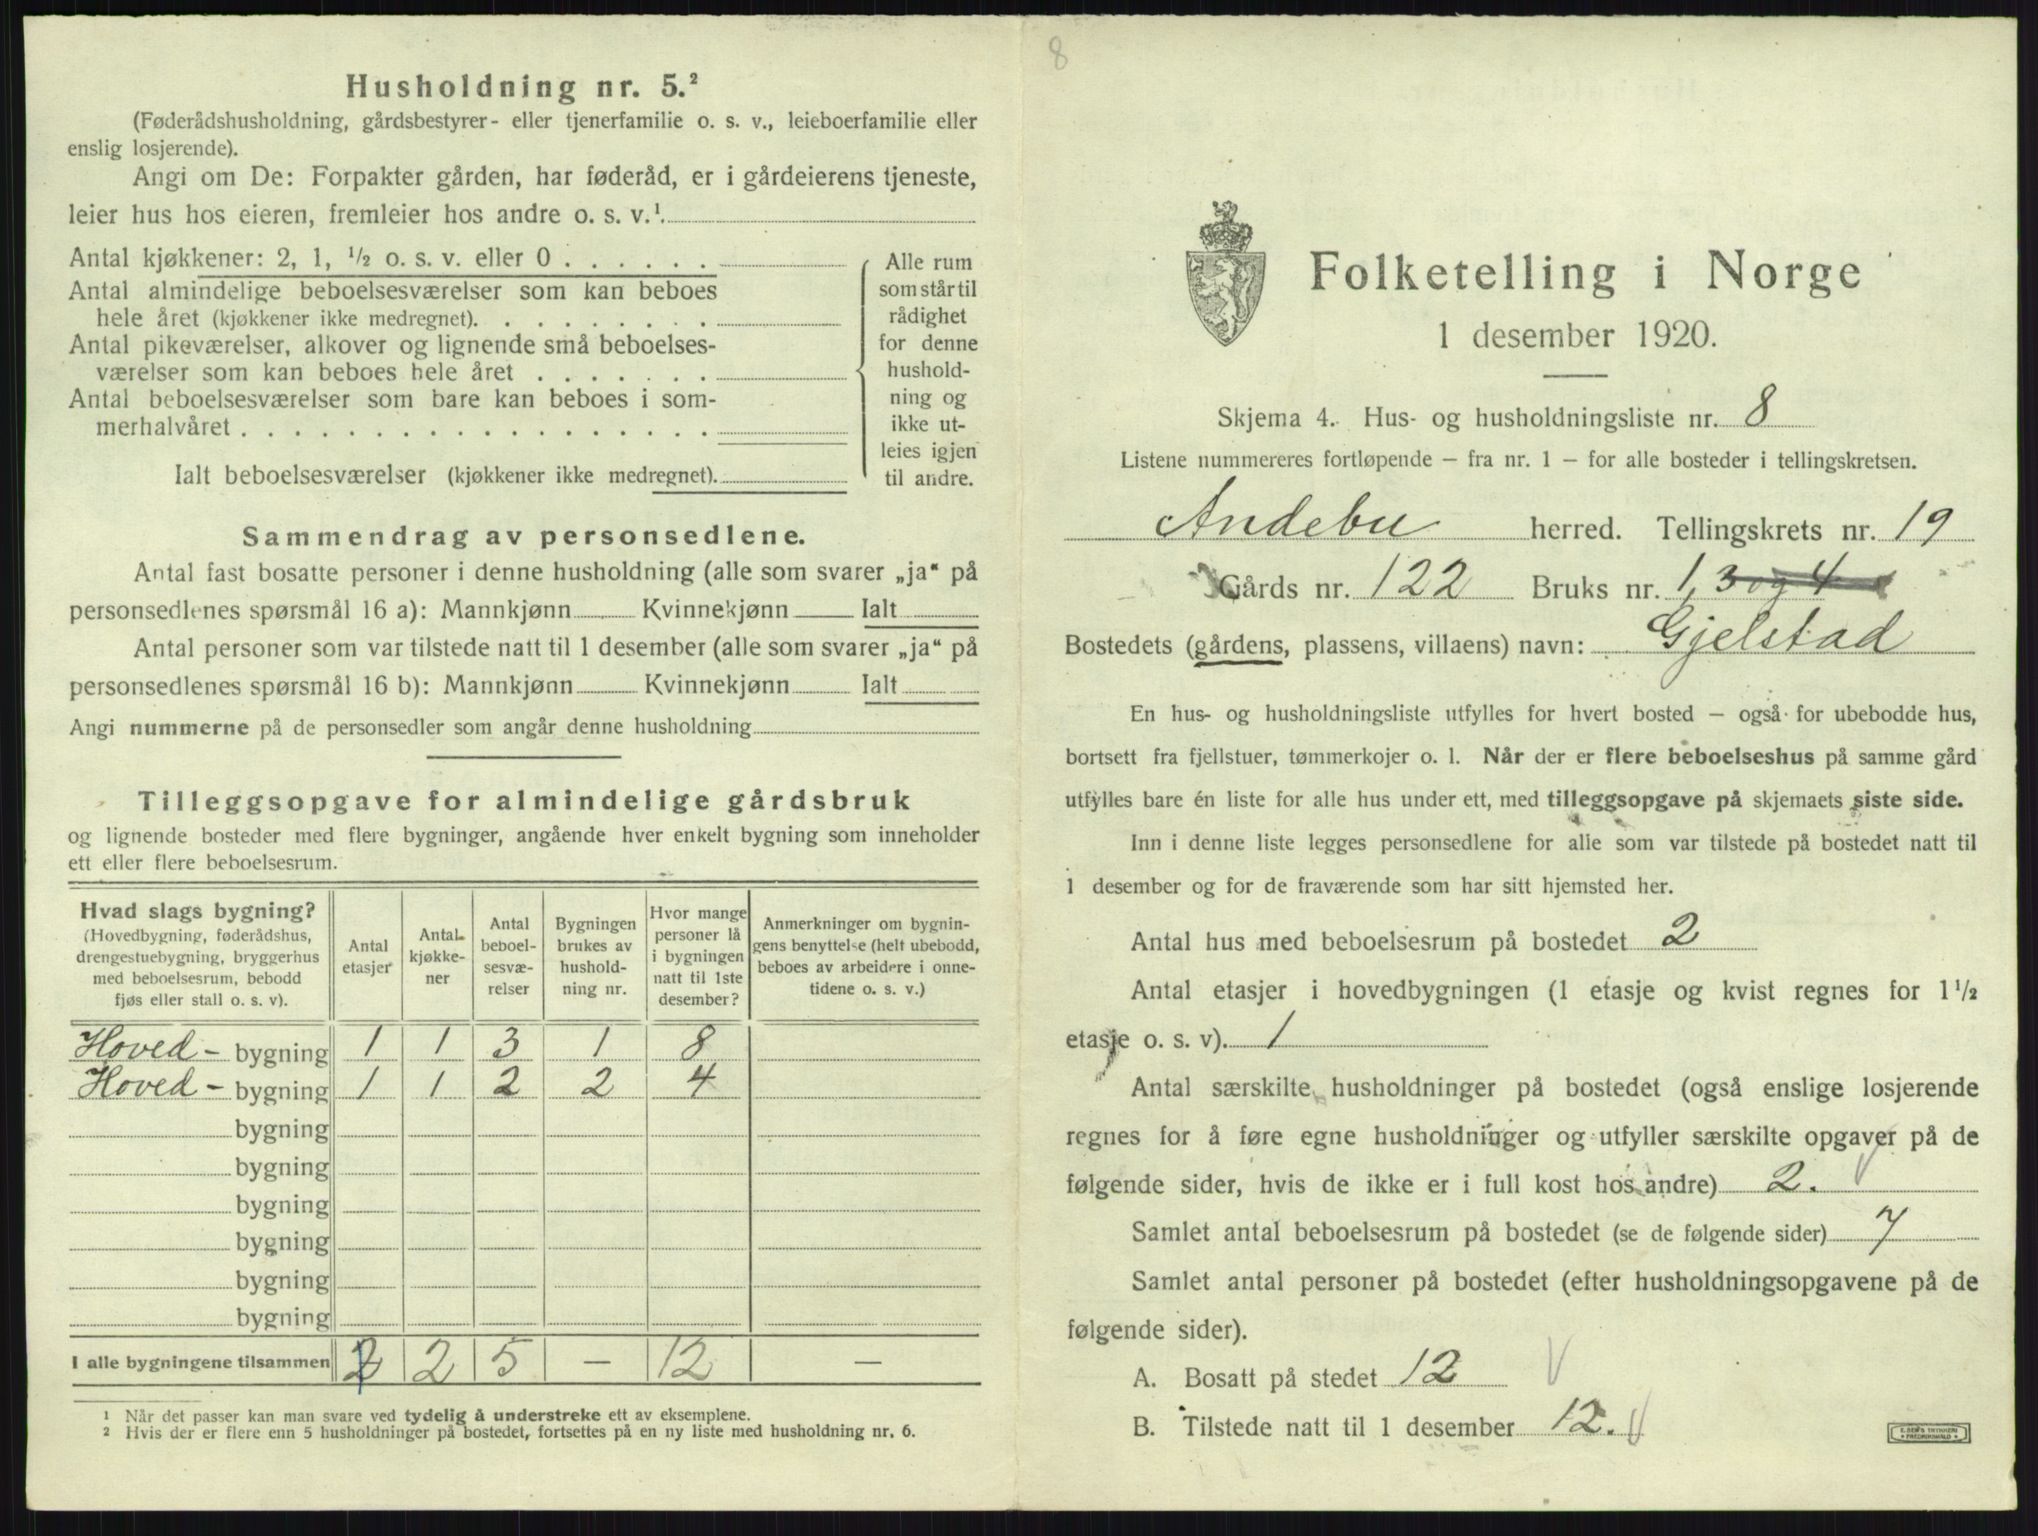 Husholdning nr. 5.²
(Føderådshusholdning, gårdsbestyrer- eller tjenerfamilie o. s. v., leieboerfamilie eller
enslig losjerende).
Angi om De: Forpakter gården, har føderåd, er i gårdeierens tjeneste,
leier hus hos eieren, fremleier hos andre o. s. v.¹
Antal kjøkkener: 2, 1, ½ o. s. v. eller 0 . . . . . .
Antal almindelige beboelsesværelser som kan beboes
hele året (kjøkkener ikke medregnet). . . . . . . . .
Antal pikeværelser, alkover og lignende små beboelses-
værelser som kan beboes hele året . . . . . . .
Antal beboelsesværelser som bare kan beboes i som-
merhalvåret . . . . . . . . . . . . . . . . . .
Ialt beboelsesværelser (kjøkkener ikke medregnet).
Alle rum
som står til
rådighet
for denne
hushold-
ning og
ikke ut-
leies igjen
til andre.
Sammendrag av personsedlene.
Antal fast bosatte personer i denne husholdning (alle som svarer „ja" på
personsedlenes spørsmål 16 a): Mannkjønn Kvinnekjønn Ialt
Antal personer som var tilstede natt til 1 desember (alle som svarer „ja" på
personsedlenes spørsmål 16 b): Mannkjønn Kvinnekjønn Ialt
Angi nummerne på de personsedler som angår denne husholdning
Tilleggsopgave for almindelige gårdsbruk
og lignende bosteder med flere bygninger, angående hver enkelt bygning som inneholder
ett eller flere beboelsesrum.
Hvad slags bygning?
(Hovedbygning, føderådshus,
drengestuebygning, bryggerhus
med beboelsesrum, bebodd
fjøs eller stall o. s. v).
Antal
etasjer
Antal
kjøkke-
ner
Antal
beboel-
sesvæ-
relser
Bygningen
brukes av
hushold-
ning nr.
Hvor mange
personer lå
i bygningen
natt til 1ste
desember?
Anmerkninger om bygnin-
gens benyttelse (helt ubebodd,
beboes av arbeidere i onne-
tidene o. s. v.)
Hoved- bygning 1 1 3 1 8
Hoved- bygning 1 1 2 2 4
bygning
bygning
bygning
bygning
bygning
bygning
I alle bygningene tilsammen 2 2 5 — 12 —
¹ Når det passer kan man svare ved tydelig å understreke ett av eksemplene.
² Hvis der er flere enn 5 husholdninger på bostedet, fortsettes på en ny liste med husholdning nr. 6.
8
Folketelling i Norge
1 desember 1920.
Skjema 4. Hus- og husholdningsliste nr. 8
Listene nummereres fortløpende – fra nr. 1 – for alle bosteder i tellingskretsen.
Andebu herred. Tellingskrets nr. 19
Gårds nr. 122 Bruks nr. 1, 3 og 4
Bostedets (gårdens, plassens, villaens) navn: Gjelstad
En hus- og husholdningsliste utfylles for hvert bosted – også for ubebodde hus,
bortsett fra fjellstuer, tømmerkojer o. l. Når der er flere beboelseshus på samme gård
utfylles bare én liste for alle hus under ett, med tilleggsopgave på skjemaets siste side.
Inn i denne liste legges personsedlene for alle som var tilstede på bostedet natt til
1 desember og for de fraværende som har sitt hjemsted her.
Antal hus med beboelsesrum på bostedet 2
Antal etasjer i hovedbygningen (1 etasje og kvist regnes for 1½
etasje o. s. v). 1
Antal særskilte husholdninger på bostedet (også enslige losjerende
regnes for å føre egne husholdninger og utfyller særskilte opgaver på de
følgende sider, hvis de ikke er i full kost hos andre) 2.
Samlet antal beboelsesrum på bostedet (se de følgende sider) 7
Samlet antal personer på bostedet (efter husholdningsopgavene på de
følgende sider).
A. Bosatt på stedet 12
B. Tilstede natt til 1 desember 12.